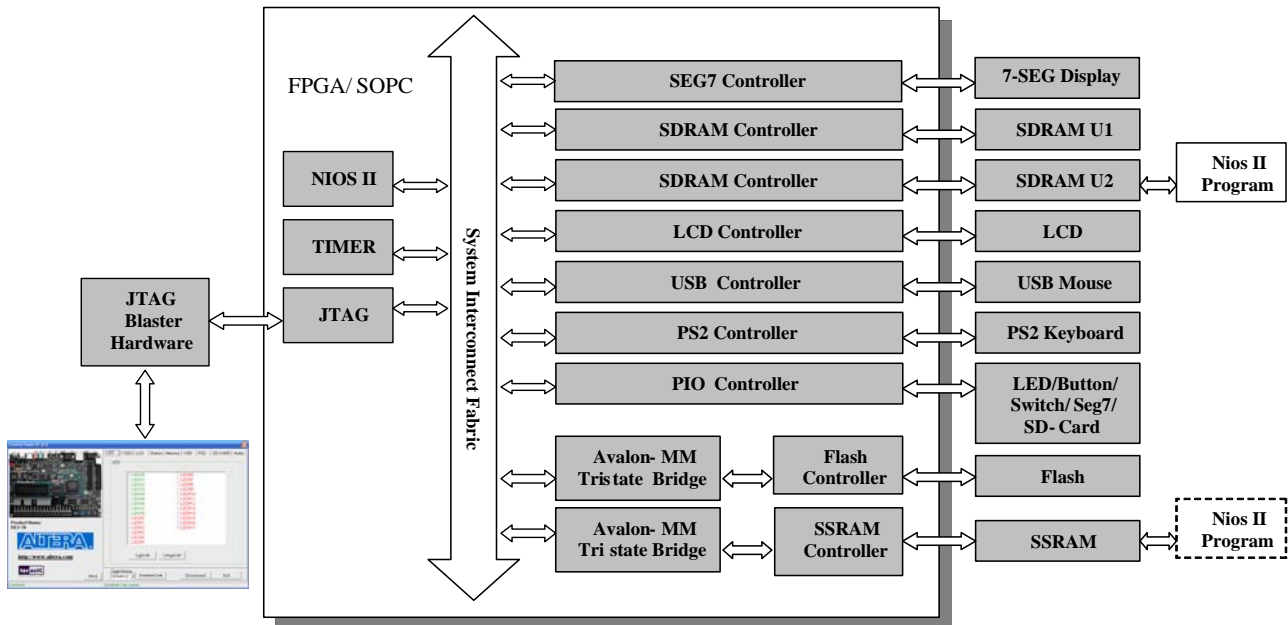 FPGA/ SOPC
SEG7 Controller
7-SEG Display
SDRAM Controller
SDRAM U1
NIOS II
SDRAM Controller
SDRAM U2
Nios II
Program
TIMER
LCD Controller
LCD
System Interconnect Fabric
JTAG
Blaster
Hardware
JTAG
USB Controller
USB Mouse
PS2 Controller
PS2 Keyboard
PIO Controller
LED/Button/
Switch/ Seg7/
SD- Card
Avalon- MM
Tristate Bridge
Flash
Controller
Flash
Avalon- MM
Tri state Bridge
SSRAM
Controller
SSRAM
Nios II
Program
ALTERA
http://www.altera.com
Disconnect
Exit